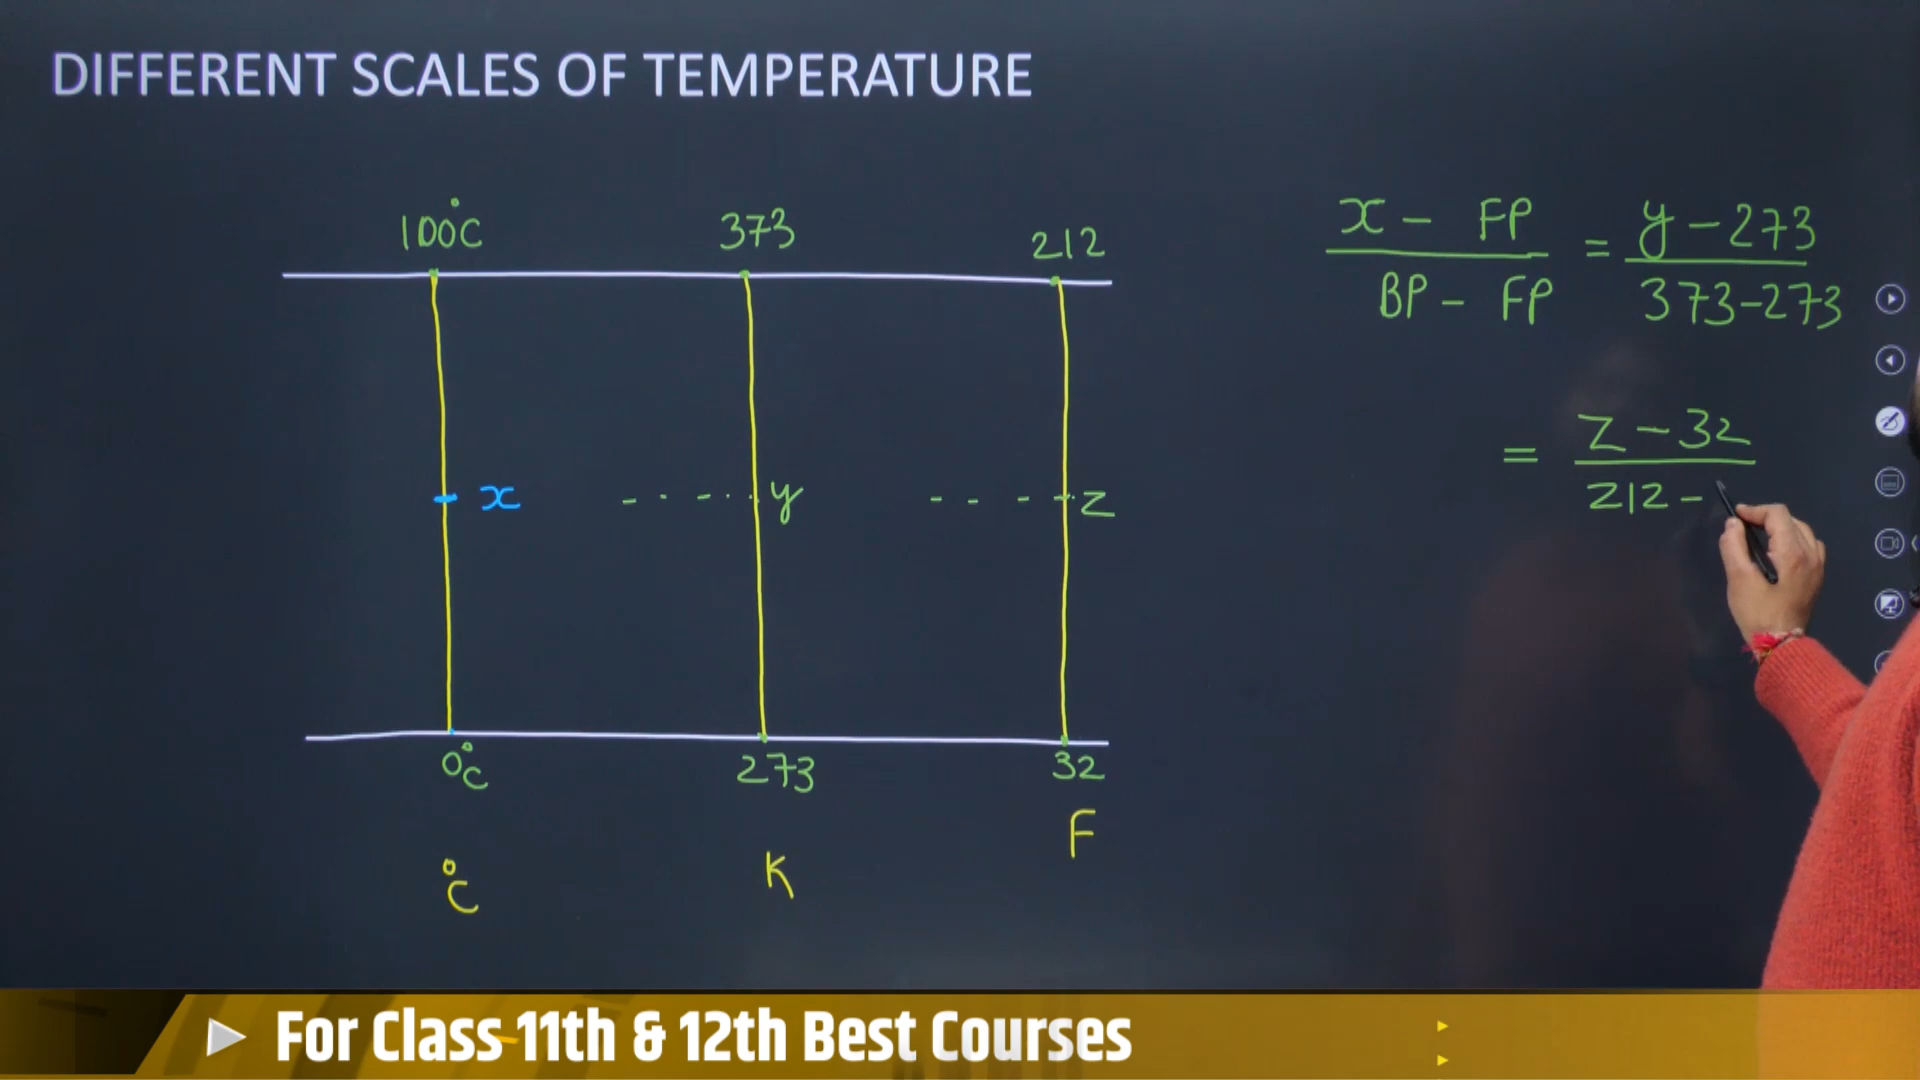 DIFFERENT SCALES OF TEMPERATURE
100°C 373 212
x y z
0°C 273 32
°C K F
x - FP / BP - FP = y - 273 / 373-273
= z - 32 / 212 -
For Class 11th & 12th Best Courses